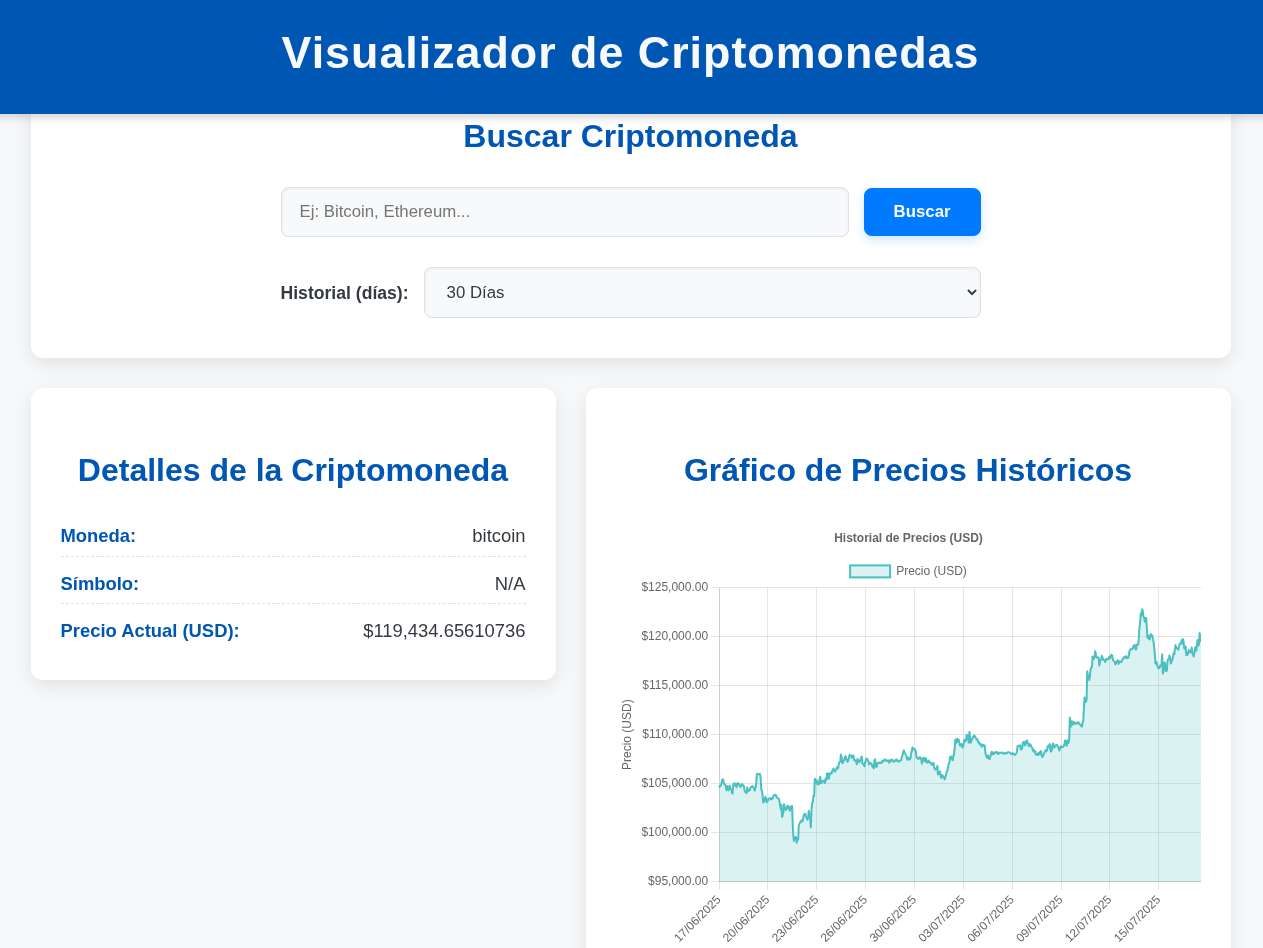 Visualizador de Criptomonedas
Buscar Criptomoneda
Ej: Bitcoin, Ethereum...
Buscar
Historial (días):
30 Días
Detalles de la Criptomoneda
Moneda:
bitcoin
Símbolo:
N/A
Precio Actual (USD):
$119,434.65610736
Gráfico de Precios Históricos
Historial de Precios (USD)
Precio (USD)
Precio (USD)
$125,000.00
$120,000.00
$115,000.00
$110,000.00
$105,000.00
$100,000.00
$95,000.00
17/06/2025
20/06/2025
23/06/2025
26/06/2025
30/06/2025
03/07/2025
06/07/2025
09/07/2025
12/07/2025
15/07/2025